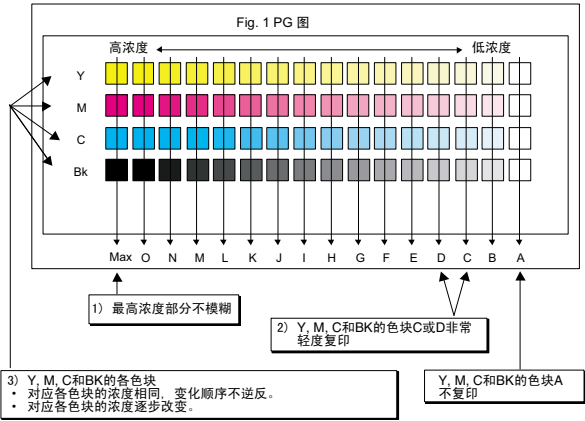 Fig. 1 PG 图
高浓度 低浓度
Y
M
C
Bk
Max O N M L K J I H G F E D C B A
1) 最高浓度部分不模糊
2) Y, M, C和BK的色块C或D非常
轻度复印
3) Y, M, C和BK的各色块
• 对应各色块的浓度相同, 变化顺序不逆反。
• 对应各色块的浓度逐步改变。
Y, M, C和BK的色块A
不复印